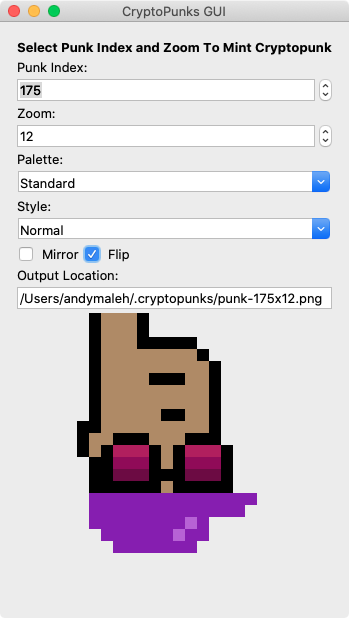 CryptoPunks GUI
Select Punk Index and Zoom To Mint Cryptopunk
Punk Index:
175
Zoom:
12
Palette:
Standard
Style:
Normal
Mirror Flip
Output Location:
/Users/andymaleh/.cryptopunks/punk-175x12.png